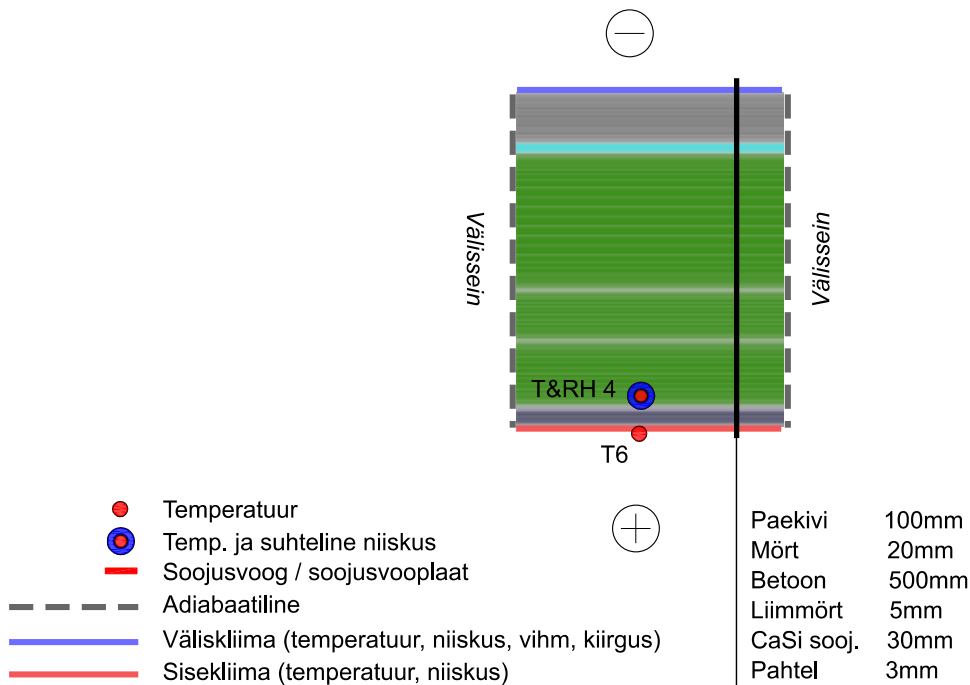 Välissein
Välissein
T&RH 4
T6
Temperatuur
Temp. ja suhteline niiskus
Soojusvoog / soojusvooplaat
Adiabaatiline
Väliskliima (temperatuur, niiskus, vihm, kiirgus)
Sisekliima (temperatuur, niiskus)
Paekivi 100mm
Mört 20mm
Betoon 500mm
Liimmört 5mm
CaSi sooj. 30mm
Pahtel 3mm